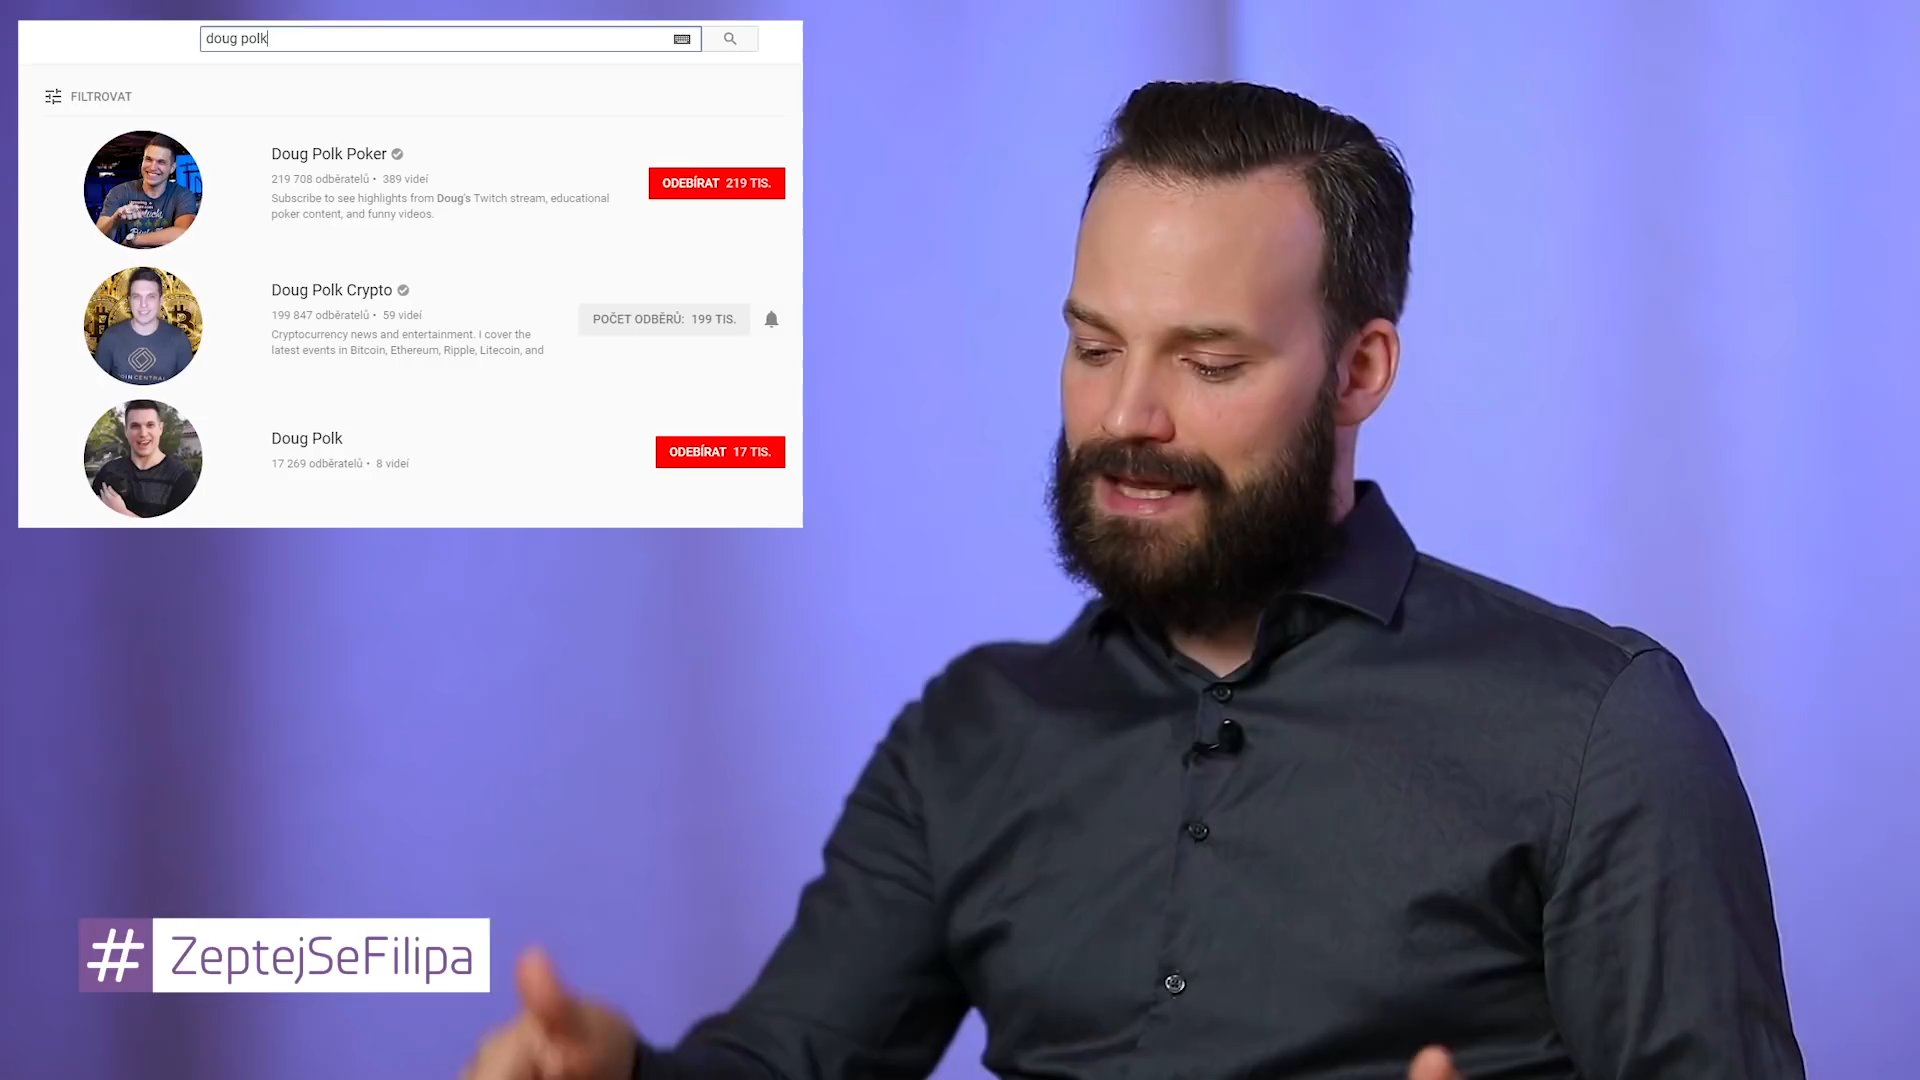 doug polk
FILTROVAT
Doug Polk Poker
219 708 odběratelů • 389 videí
Subscribe to see highlights from Doug's Twitch stream, educational
poker content, and funny videos.
ODEBÍRAT 219 TIS.
Doug Polk Crypto
199 847 odběratelů • 59 videí
Cryptocurrency news and entertainment. I cover the
latest events in Bitcoin, Ethereum, Ripple, Litecoin, and
POČET ODBĚRŮ: 199 TIS.
Doug Polk
17 269 odběratelů • 8 videí
ODEBÍRAT 17 TIS.
# ZeptejSeFilipa